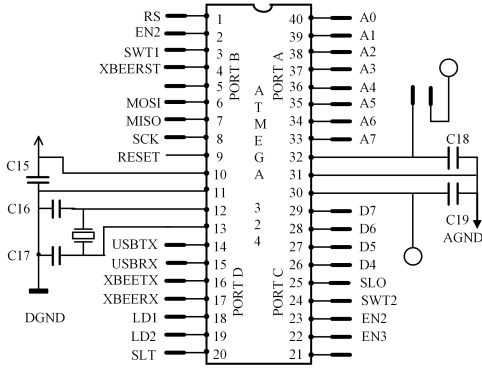 RS 1 40 A0
EN2 2 39 A1
SWT1 3 38 A2
XBEERST 4 37 A3
5 36 A4
MOSI 6 35 A5
MISO 7 34 A6
SCK 8 33 A7
RESET 9 32 C18
C15 10 31
11 30
C16 12 29 D7
C19
AGND
13 28 D6
C17
USBTX 14 27 D5
USBRX 15 26 D4
XBEETX 16 25 SLO
XBEERX 17 24 SWT2
DGND
LD1 18 23 EN2
LD2 19 22 EN3
SLT 20 21
PORT B
PORT A
ATMEGA 324
PORT D
PORT C